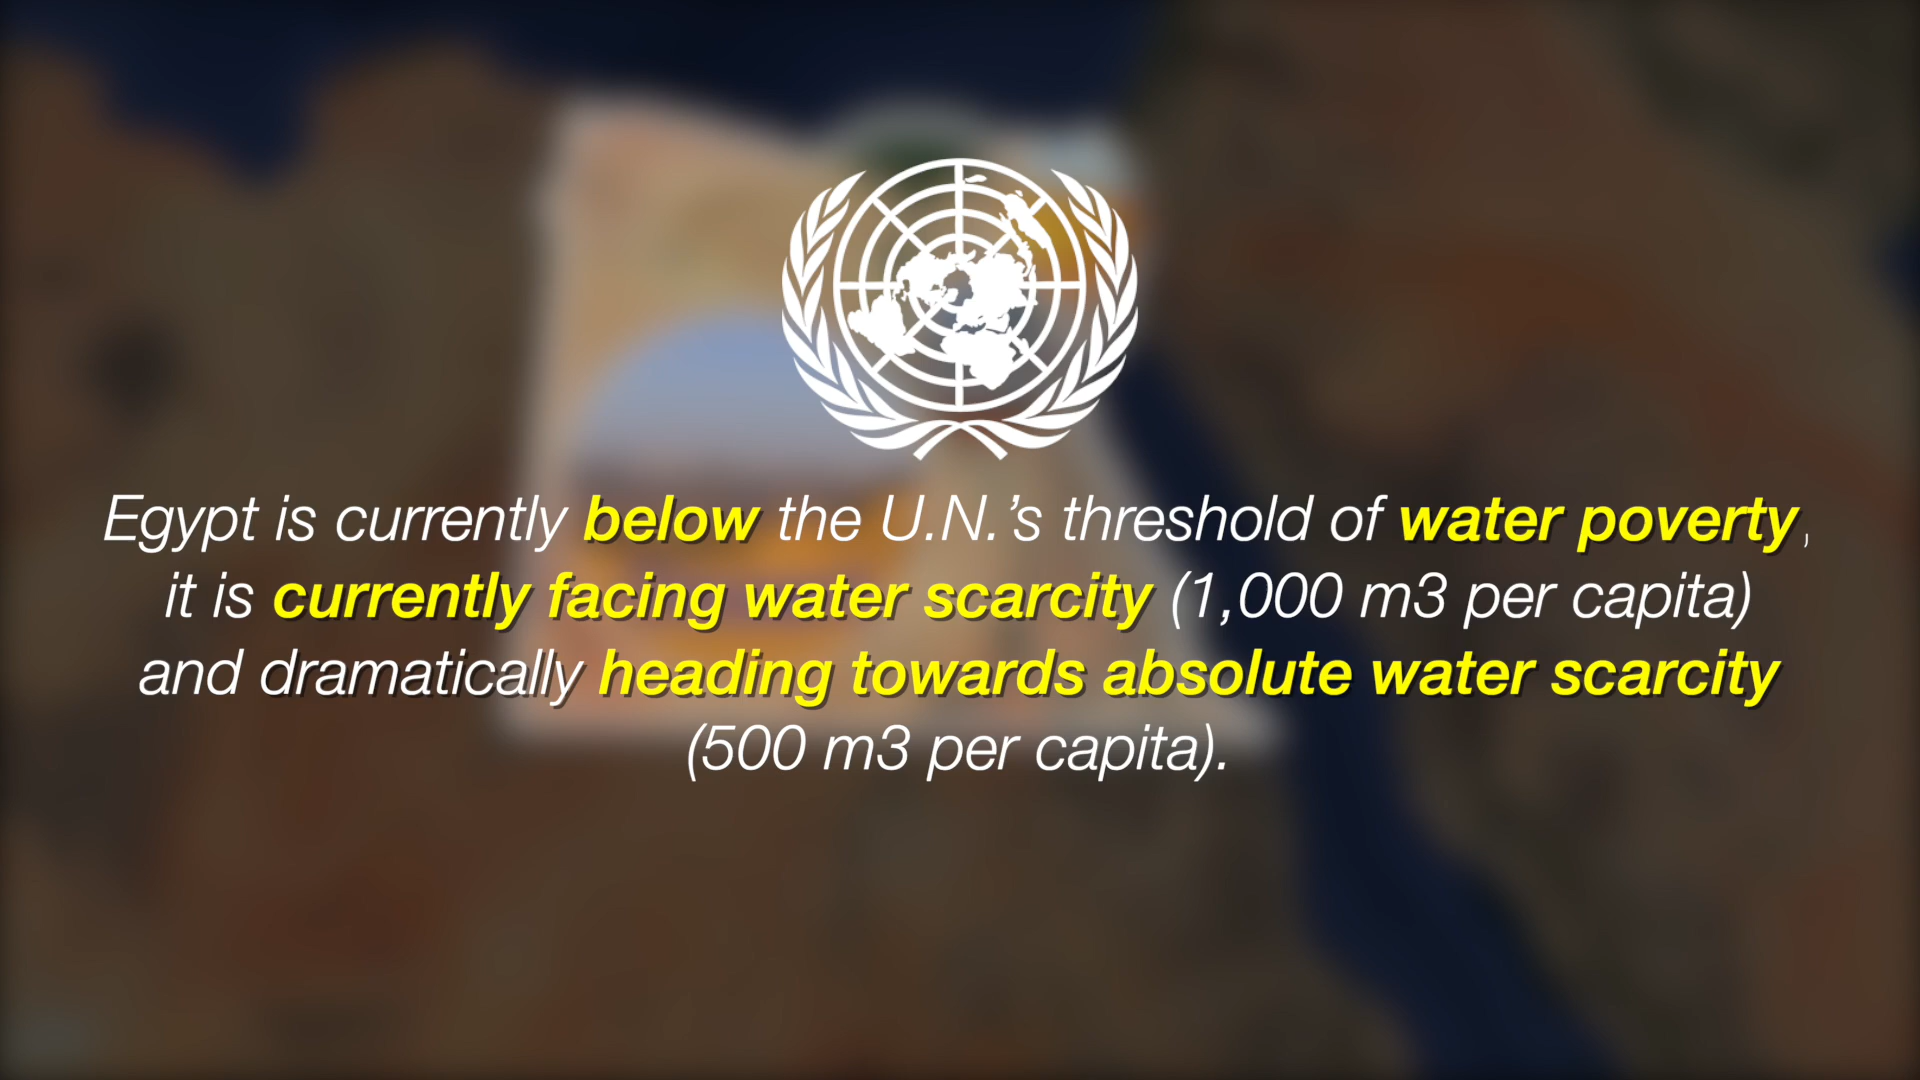 Egypt is currently below the U.N.’s threshold of water poverty,
it is currently facing water scarcity (1,000 m3 per capita)
and dramatically heading towards absolute water scarcity
(500 m3 per capita).